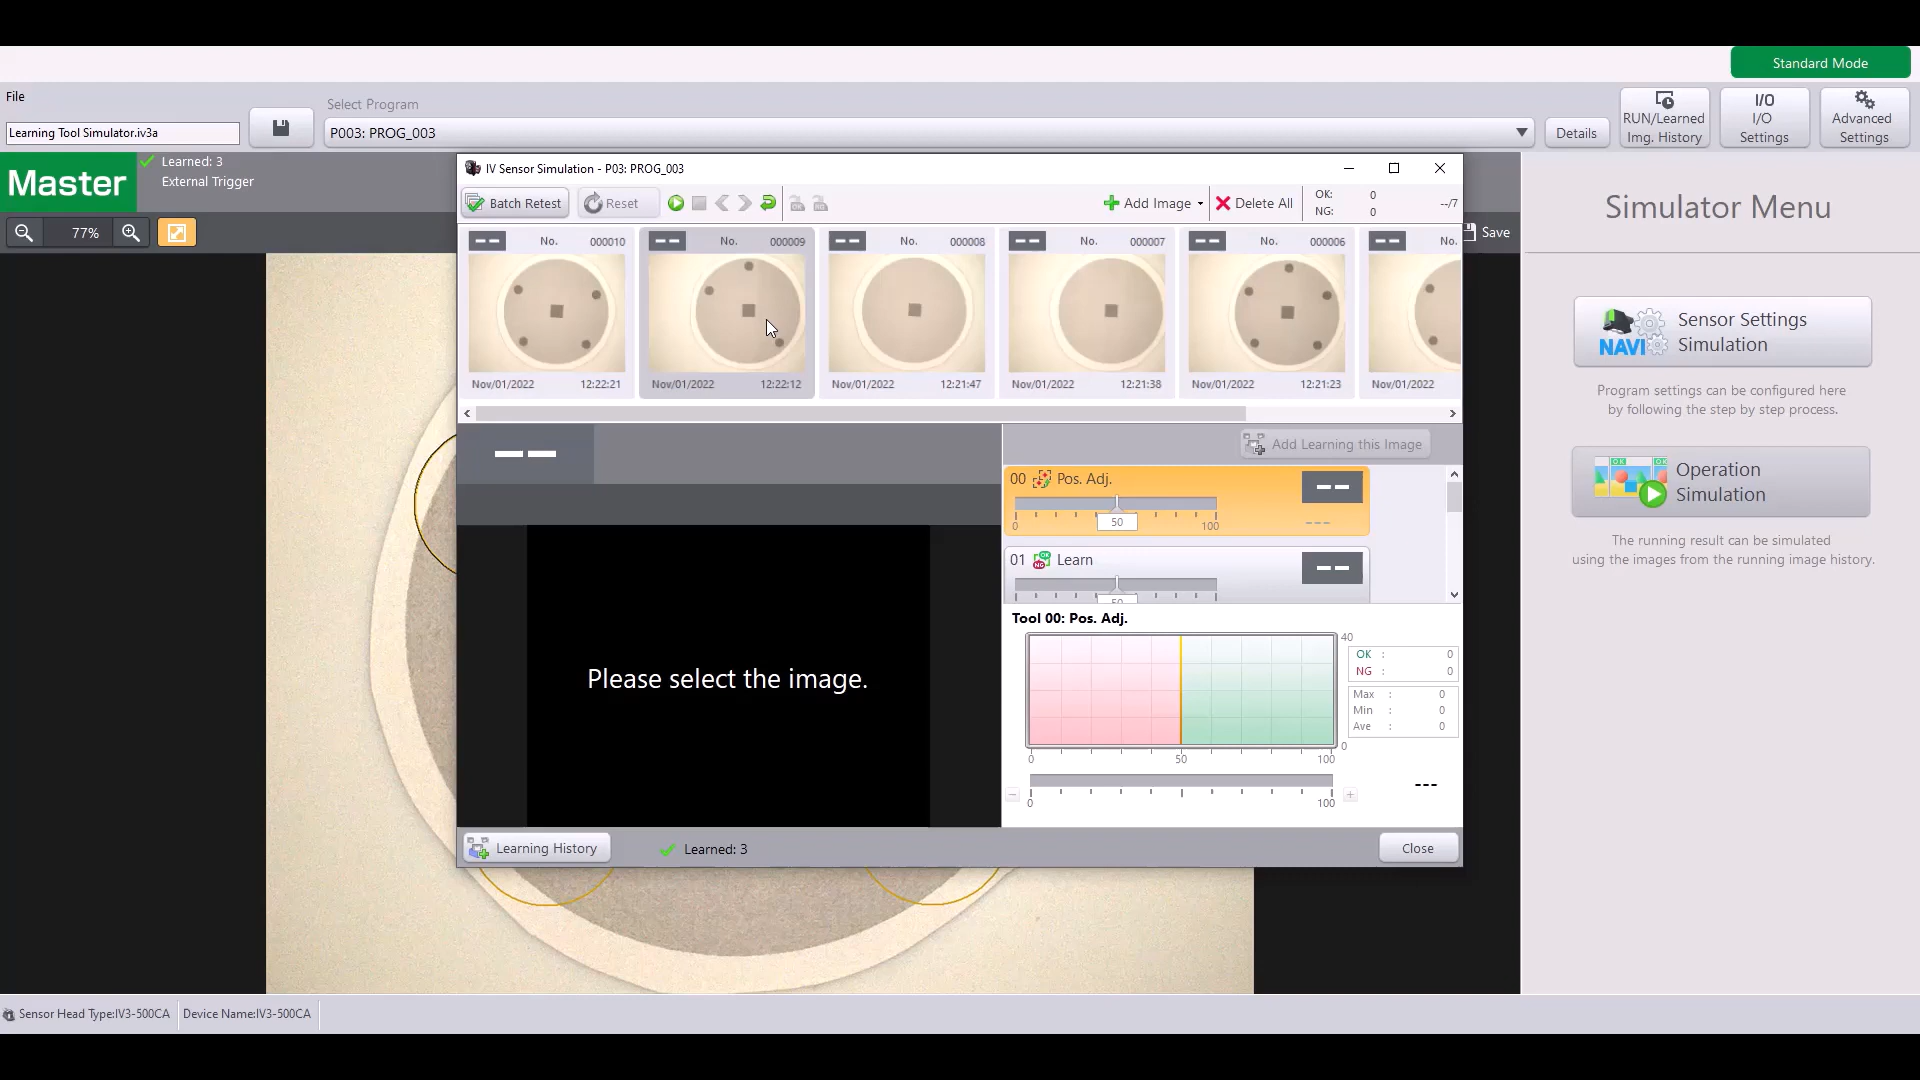 Standard Mode
File
Select Program
Learning Tool Simulator.iv3a
P003: PROG_003
Details
RUN/Learned
Img. History
I/O
I/O
Settings
Advanced
Settings
Master
Learned: 3
External Trigger
77%
Save
IV Sensor Simulation - P03: PROG_003
Batch Retest
Reset
Add Image
Delete All
OK: 0
NG: 0
--/7
No. 000010
No. 000009
No. 000008
No. 000007
No. 000006
No.
Nov/01/2022 12:22:21
Nov/01/2022 12:22:12
Nov/01/2022 12:21:47
Nov/01/2022 12:21:38
Nov/01/2022 12:21:23
Nov/01/2022
Add Learning this Image
00 Pos. Adj.
0 50 100
---
01 Learn
50
Please select the image.
Tool 00: Pos. Adj.
40
OK : 0
NG : 0
Max : 0
Min : 0
Ave : 0
0
0 50 100
---
0 100
Learning History
Learned: 3
Close
Simulator Menu
NAVI
Sensor Settings
Simulation
Program settings can be configured here
by following the step by step process.
Operation
Simulation
The running result can be simulated
using the images from the running image history.
Sensor Head Type:IV3-500CA
Device Name:IV3-500CA